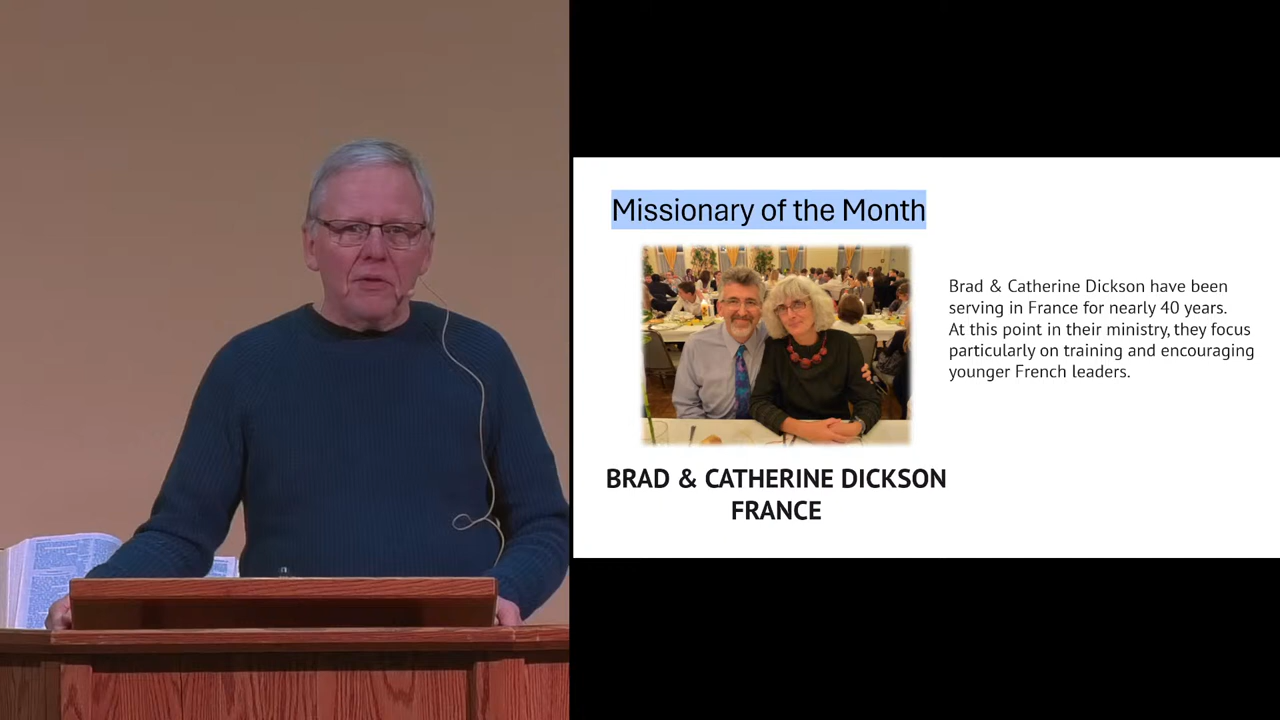 Missionary of the Month
Brad & Catherine Dickson have been
serving in France for nearly 40 years.
At this point in their ministry, they focus
particularly on training and encouraging
younger French leaders.
BRAD & CATHERINE DICKSON
FRANCE